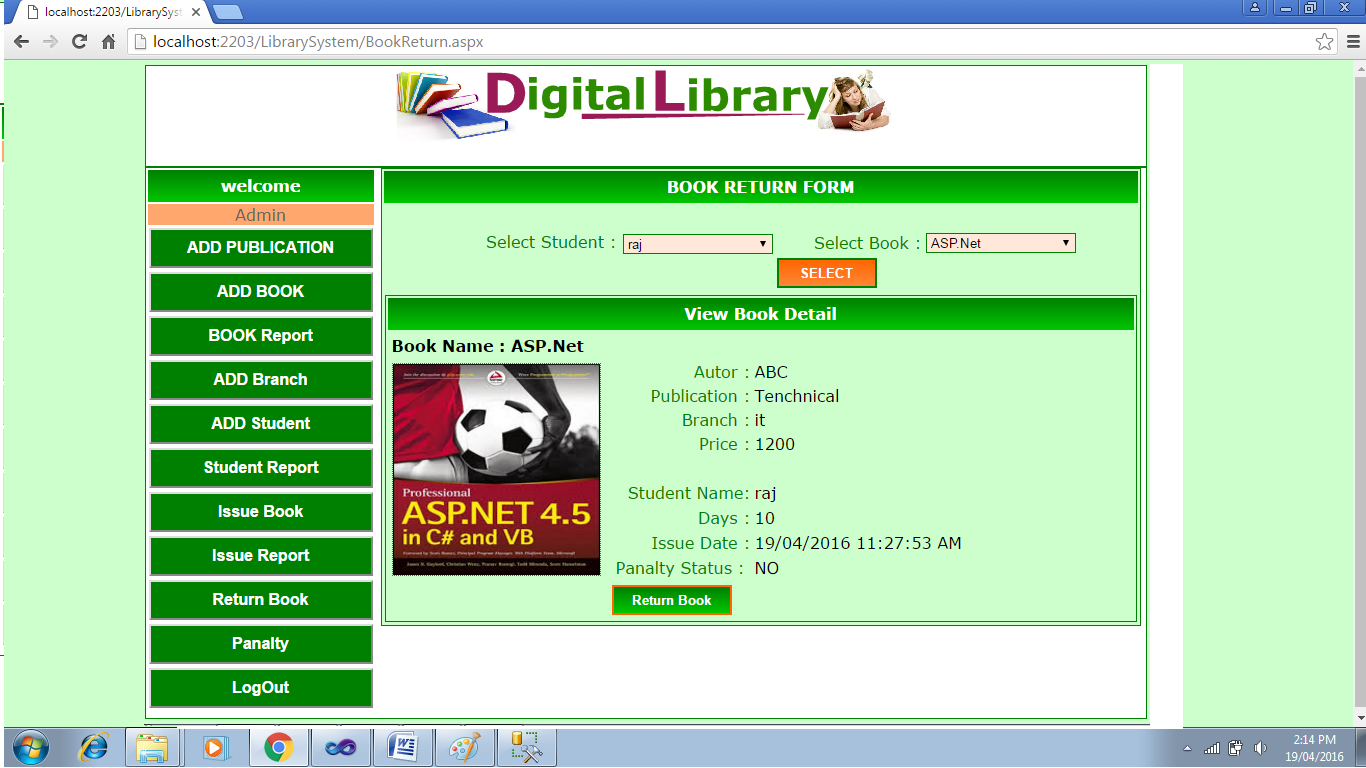 localhost:2203/LibrarySyst
localhost:2203/LibrarySystem/BookReturn.aspx
Digital Library
welcome
Admin
ADD PUBLICATION
ADD BOOK
BOOK Report
ADD Branch
ADD Student
Student Report
Issue Book
Issue Report
Return Book
Panalty
LogOut
BOOK RETURN FORM
Select Student : raj Select Book : ASP.Net
SELECT
View Book Detail
Book Name : ASP.Net
Professional
ASP.NET 4.5
in C# and VB
Autor : ABC
Publication : Tenchnical
Branch : it
Price : 1200
Student Name: raj
Days : 10
Issue Date : 19/04/2016 11:27:53 AM
Panalty Status : NO
Return Book
2:14 PM
19/04/2016